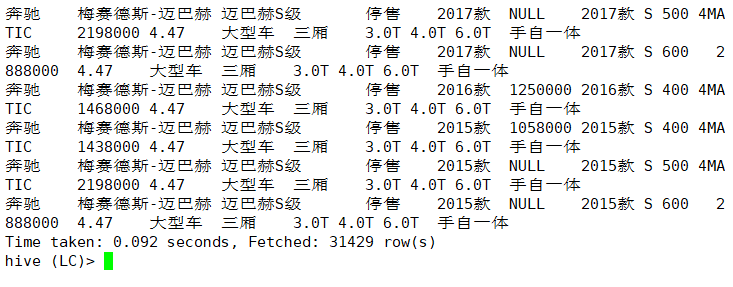 奔驰 梅赛德斯-迈巴赫 迈巴赫S级 停售 2017款 NULL 2017款 S 500 4MA
TIC 2198000 4.47 大型车 三厢 3.0T 4.0T 6.0T 手自一体
奔驰 梅赛德斯-迈巴赫 迈巴赫S级 停售 2017款 NULL 2017款 S 600 2
888000 4.47 大型车 三厢 3.0T 4.0T 6.0T 手自一体
奔驰 梅赛德斯-迈巴赫 迈巴赫S级 停售 2016款 1250000 2016款 S 400 4MA
TIC 1468000 4.47 大型车 三厢 3.0T 4.0T 6.0T 手自一体
奔驰 梅赛德斯-迈巴赫 迈巴赫S级 停售 2015款 1058000 2015款 S 400 4MA
TIC 1438000 4.47 大型车 三厢 3.0T 4.0T 6.0T 手自一体
奔驰 梅赛德斯-迈巴赫 迈巴赫S级 停售 2015款 NULL 2015款 S 500 4MA
TIC 2198000 4.47 大型车 三厢 3.0T 4.0T 6.0T 手自一体
奔驰 梅赛德斯-迈巴赫 迈巴赫S级 停售 2015款 NULL 2015款 S 600 2
888000 4.47 大型车 三厢 3.0T 4.0T 6.0T 手自一体
Time taken: 0.092 seconds, Fetched: 31429 row(s)
hive (LC)>